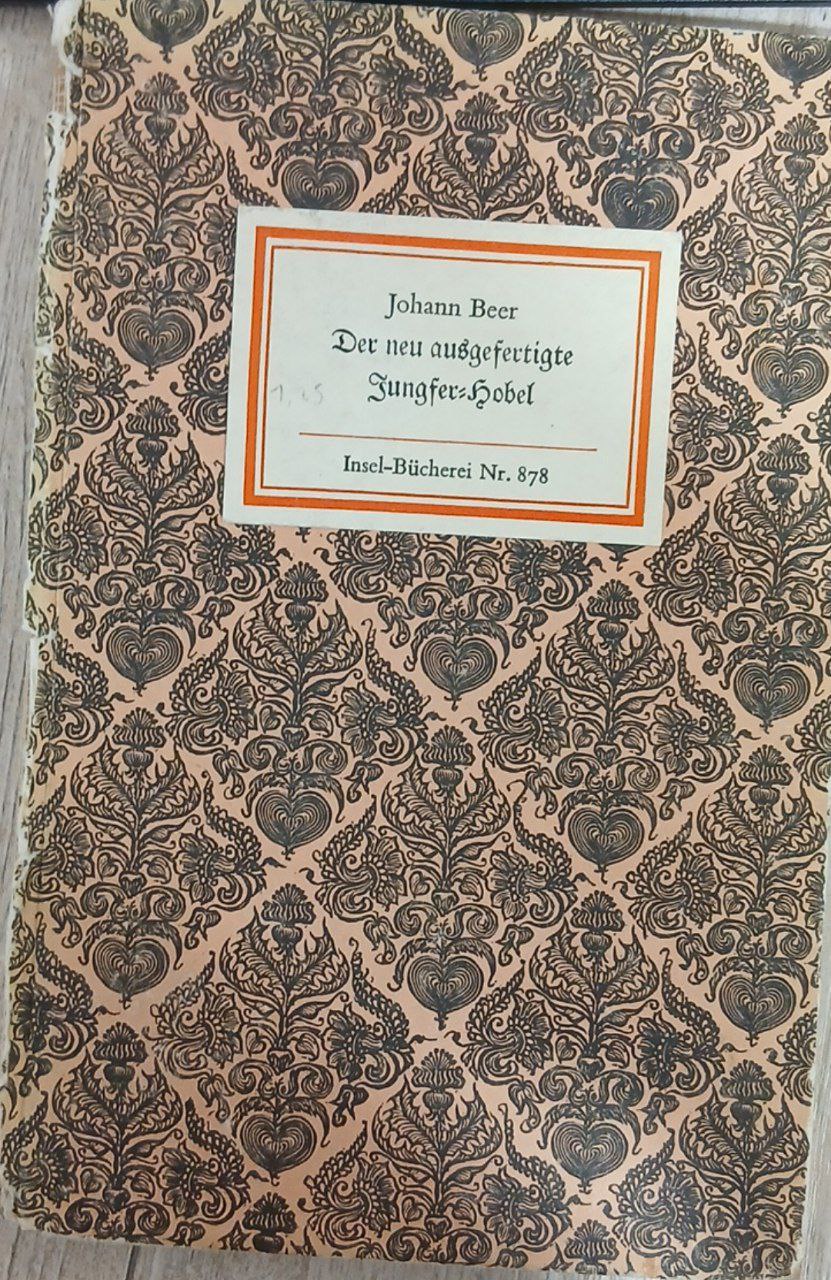 Johann Beer
Der neu ausgefertigte
Jungfer-Hobel
Insel-Bücherei Nr. 878